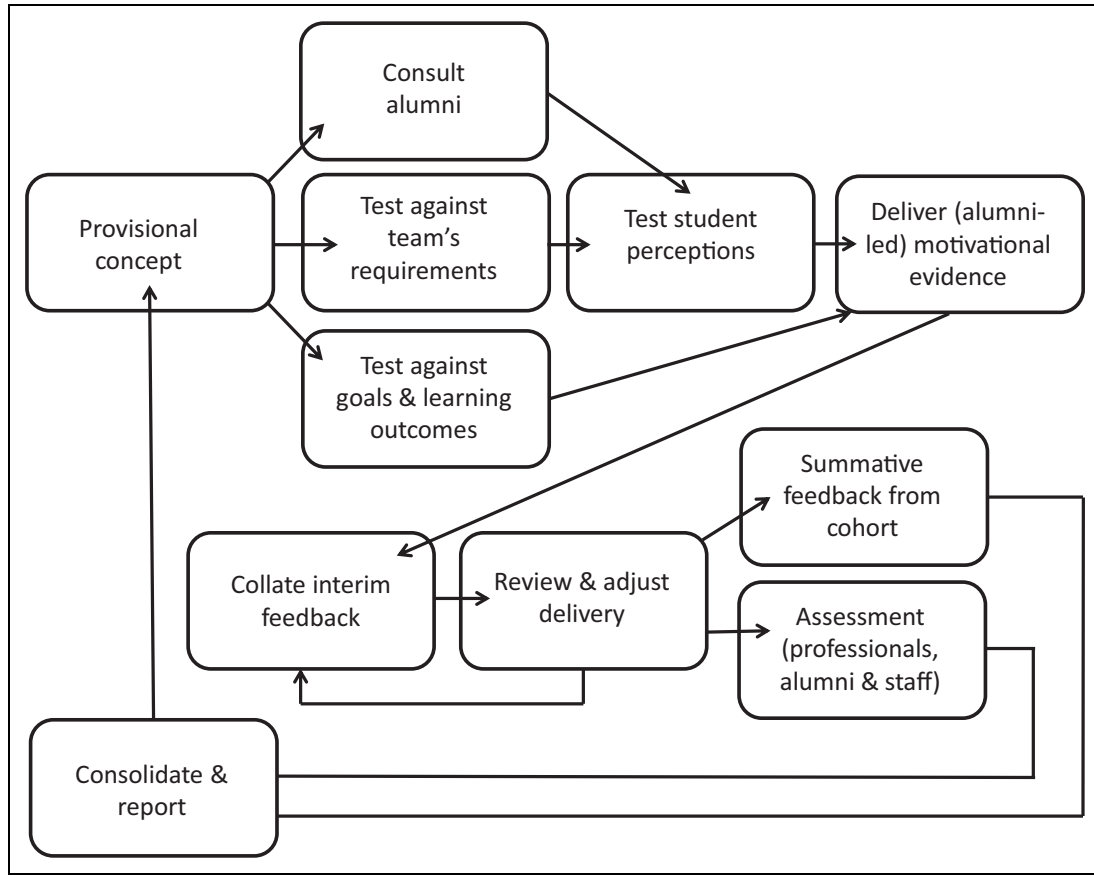 Consult
alumni
Provisional
concept
Test against
team's
requirements
Test student
perceptions
Deliver (alumni-
led) motivational
evidence
Test against
goals & learning
outcomes
Summative
feedback from
cohort
Collate interim
feedback
Review & adjust
delivery
Assessment
(professionals,
alumni & staff)
Consolidate &
report